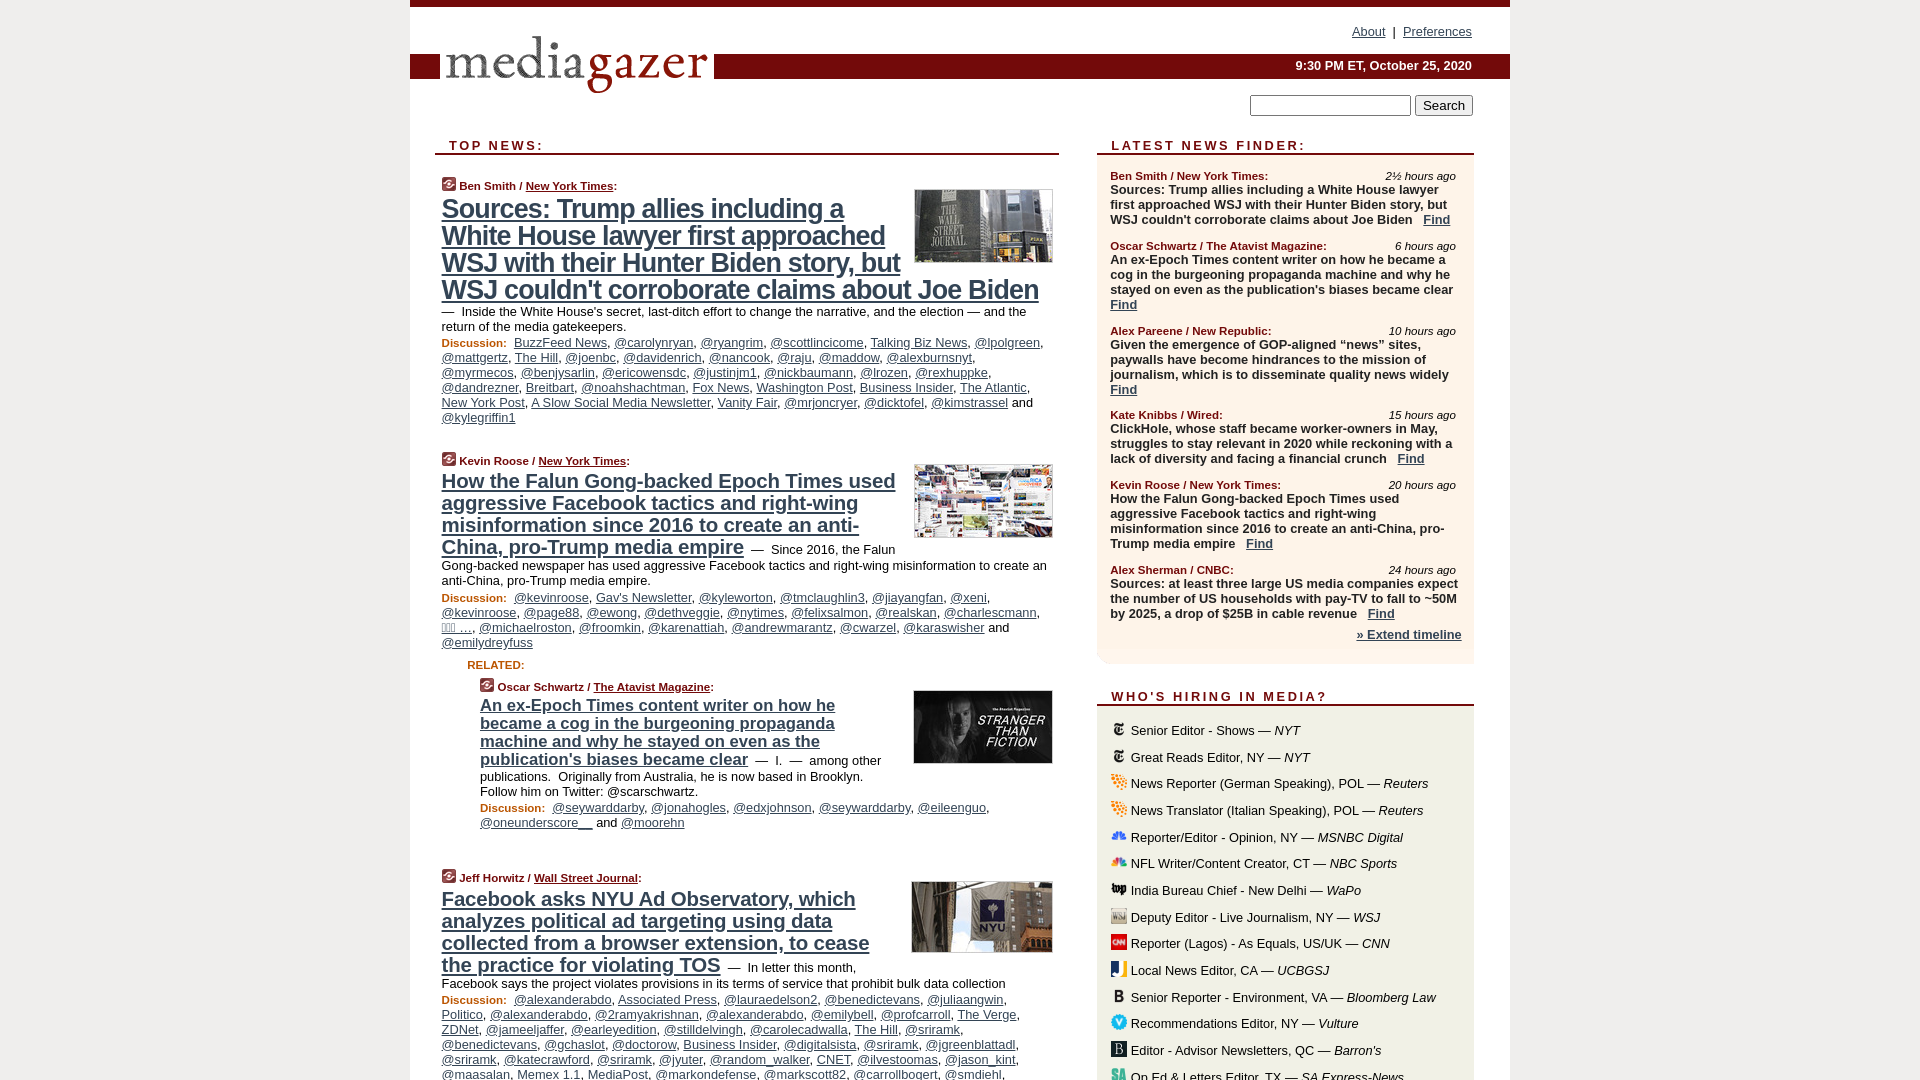 About | Preferences
mediagazer
9:30 PM ET, October 25, 2020
Search
TOP NEWS:
Ben Smith / New York Times:
Sources: Trump allies including a
White House lawyer first approached
WSJ with their Hunter Biden story, but
WSJ couldn't corroborate claims about Joe Biden
— Inside the White House's secret, last-ditch effort to change the narrative, and the election — and the
return of the media gatekeepers.
THE
WALL
STREET
JOURNAL
Discussion: BuzzFeed News, @carolynryan, @ryangrim, @scottlincicome, Talking Biz News, @lpolgreen,
@mattgertz, The Hill, @joenbc, @davidenrich, @nancook, @raju, @maddow, @alexburnsnyt,
@myrmecos, @benjysarlin, @ericowensdc, @justinjm1, @nickbaumann, @lrozen, @rexhuppke,
@dandrezner, Breitbart, @noahshachtman, Fox News, Washington Post, Business Insider, The Atlantic,
New York Post, A Slow Social Media Newsletter, Vanity Fair, @mrjoncryer, @dicktofel, @kimstrassel and
@kylegriffin1
Kevin Roose / New York Times:
How the Falun Gong-backed Epoch Times used
aggressive Facebook tactics and right-wing
misinformation since 2016 to create an anti-
China, pro-Trump media empire — Since 2016, the Falun
Gong-backed newspaper has used aggressive Facebook tactics and right-wing misinformation to create an
anti-China, pro-Trump media empire.
Discussion: @kevinroose, Gav's Newsletter, @kyleworton, @tmclaughlin3, @jiayangfan, @xeni,
@kevinroose, @page88, @ewong, @dethveggie, @nytimes, @felixsalmon, @realskan, @charlescmann,
…, @michaelroston, @froomkin, @karenattiah, @andrewmarantz, @cwarzel, @karaswisher and
@emilydreyfuss
RELATED:
Oscar Schwartz / The Atavist Magazine:
An ex-Epoch Times content writer on how he
became a cog in the burgeoning propaganda
machine and why he stayed on even as the
publication's biases became clear — I. — among other
publications. Originally from Australia, he is now based in Brooklyn.
Follow him on Twitter: @scarschwartz.
the Atavist Magazine
STRANGER
THAN
FICTION
Discussion: @seywarddarby, @jonahogles, @edxjohnson, @seywarddarby, @eileenguo,
@oneunderscore__ and @moorehn
Jeff Horwitz / Wall Street Journal:
Facebook asks NYU Ad Observatory, which
analyzes political ad targeting using data
collected from a browser extension, to cease
the practice for violating TOS — In letter this month,
Facebook says the project violates provisions in its terms of service that prohibit bulk data collection
NYU
Discussion: @alexanderabdo, Associated Press, @lauraedelson2, @benedictevans, @juliaangwin,
Politico, @alexanderabdo, @2ramyakrishnan, @alexanderabdo, @emilybell, @profcarroll, The Verge,
ZDNet, @jameeljaffer, @earleyedition, @stilldelvingh, @carolecadwalla, The Hill, @sriramk,
@benedictevans, @gchaslot, @doctorow, Business Insider, @digitalsista, @sriramk, @jgreenblattadl,
@sriramk, @katecrawford, @sriramk, @jyuter, @random_walker, CNET, @ilvestoomas, @jason_kint,
@maasalan, Memex 1.1, MediaPost, @markondefense, @markscott82, @carrollbogert, @smdiehl,
LATEST NEWS FINDER:
Ben Smith / New York Times: 2½ hours ago
Sources: Trump allies including a White House lawyer
first approached WSJ with their Hunter Biden story, but
WSJ couldn't corroborate claims about Joe Biden Find
Oscar Schwartz / The Atavist Magazine: 6 hours ago
An ex-Epoch Times content writer on how he became a
cog in the burgeoning propaganda machine and why he
stayed on even as the publication's biases became clear
Find
Alex Pareene / New Republic: 10 hours ago
Given the emergence of GOP-aligned “news” sites,
paywalls have become hindrances to the mission of
journalism, which is to disseminate quality news widely
Find
Kate Knibbs / Wired: 15 hours ago
ClickHole, whose staff became worker-owners in May,
struggles to stay relevant in 2020 while reckoning with a
lack of diversity and facing a financial crunch Find
Kevin Roose / New York Times: 20 hours ago
How the Falun Gong-backed Epoch Times used
aggressive Facebook tactics and right-wing
misinformation since 2016 to create an anti-China, pro-
Trump media empire Find
Alex Sherman / CNBC: 24 hours ago
Sources: at least three large US media companies expect
the number of US households with pay-TV to fall to ~50M
by 2025, a drop of $25B in cable revenue Find
» Extend timeline
WHO'S HIRING IN MEDIA?
Senior Editor - Shows — NYT
Great Reads Editor, NY — NYT
News Reporter (German Speaking), POL — Reuters
News Translator (Italian Speaking), POL — Reuters
Reporter/Editor - Opinion, NY — MSNBC Digital
NFL Writer/Content Creator, CT — NBC Sports
wp India Bureau Chief - New Delhi — WaPo
WSJ Deputy Editor - Live Journalism, NY — WSJ
CNN Reporter (Lagos) - As Equals, US/UK — CNN
Local News Editor, CA — UCBGSJ
B Senior Reporter - Environment, VA — Bloomberg Law
Recommendations Editor, NY — Vulture
B Editor - Advisor Newsletters, QC — Barron's
SA Op Ed & Letters Editor, TX — SA Express-News